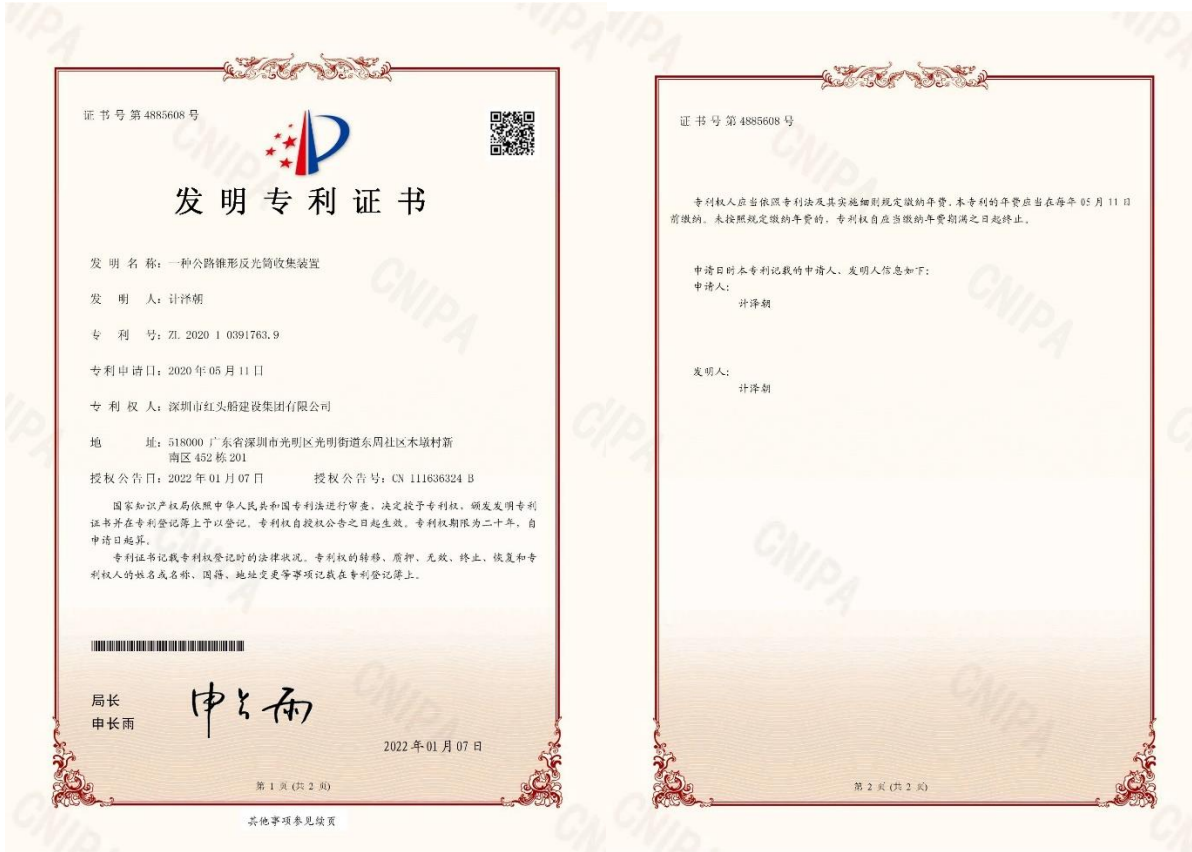 证书号第4885608号
发明专利证书
发明名称：一种公路锥形反光筒收集装置
发明人：计泽朝
专利号：ZL 2020 1 0391763.9
专利申请日：2020年05月11日
专利权人：深圳市红头船建设集团有限公司
地址：518000 广东省深圳市光明区光明街道东周社区木墩村新
南区452栋201
授权公告日：2022年01月07日 授权公告号：CN 111636324 B
国家知识产权局依照中华人民共和国专利法进行审查，决定授予专利权，颁发发明专利
证书并在专利登记簿上予以登记。专利权自授权公告之日起生效。专利权期限为二十年，自
申请日起算。
专利证书记载专利权登记时的法律状况。专利权的转移、质押、无效、终止、恢复和专
利权人的姓名或名称、国籍、地址变更等事项记载在专利登记簿上。
局长
申长雨
申长雨
2022年01月07日
第 1 页 (共 2 页)
其他事项参见续页
证书号第4885608号
专利权人应当依照专利法及其实施细则规定缴纳年费。本专利的年费应当在每年05月11日
前缴纳。未按照规定缴纳年费的，专利权自应当缴纳年费期满之日起终止。
申请日时本专利记载的申请人、发明人信息如下：
申请人：
计泽朝
发明人：
计泽朝
第 2 页 (共 2 页)
CNIPA